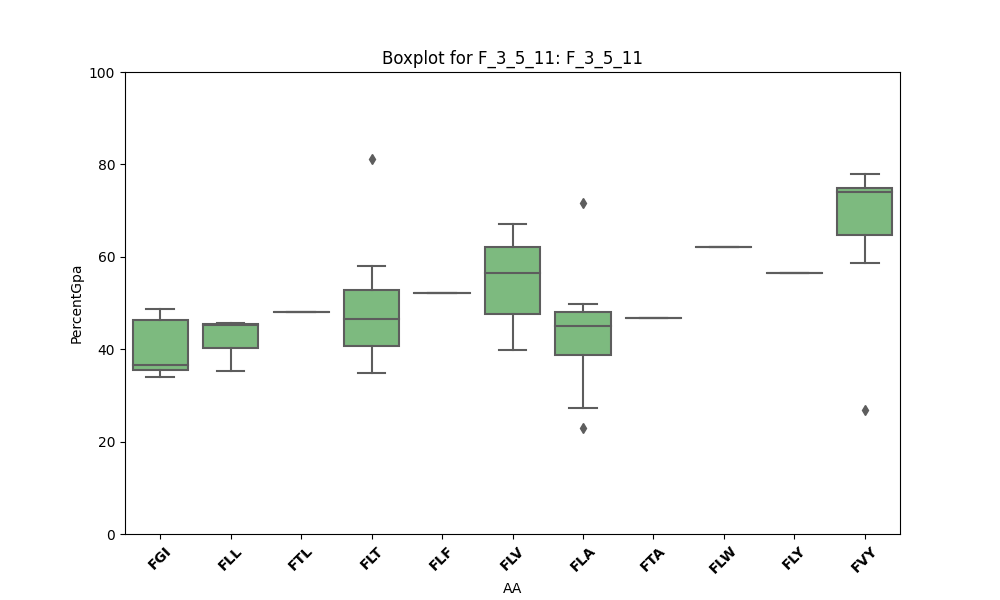 Boxplot for F_3_5_11: F_3_5_11
PercentGpa
100
80
60
40
20
0
FGI
FLL
FTL
FLT
FLF
FLV
FLA
FTA
FLW
FLY
FVY
AA